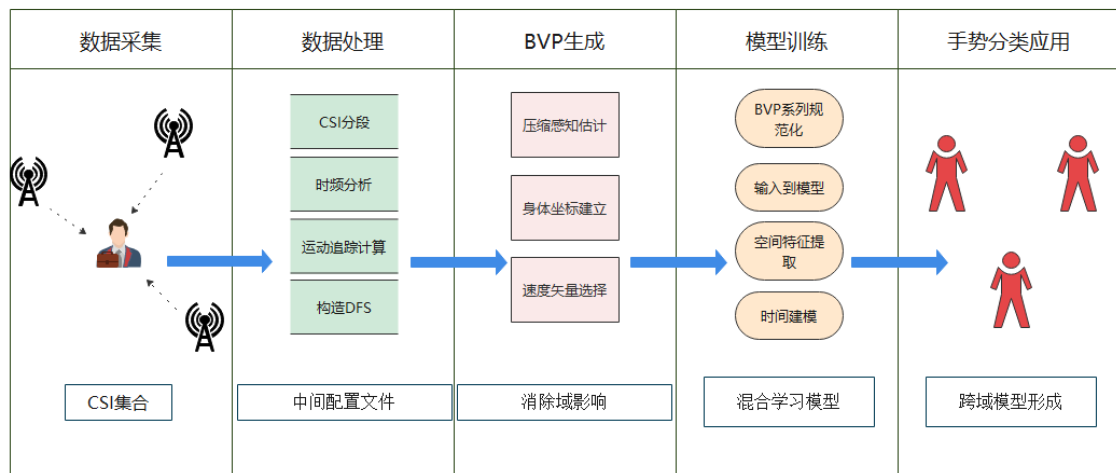 数据采集
数据处理
BVP生成
模型训练
手势分类应用
CSI分段
时频分析
运动追踪计算
构造DFS
压缩感知估计
身体坐标建立
速度矢量选择
BVP系列规
范化
输入到模型
空间特征提
取
时间建模
CSI集合
中间配置文件
消除域影响
混合学习模型
跨域模型形成